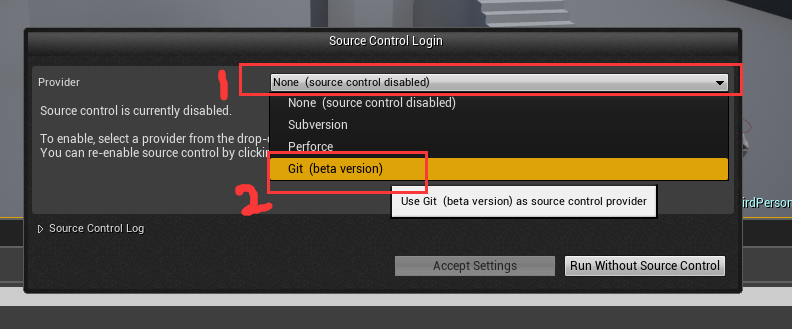 Source Control Login
Provider
1
None (source control disabled)
Source control is currently disabled.
None (source control disabled)
Subversion
To enable, select a provider from the drop-
Perforce
You can re-enable source control by clickin
Git (beta version)
2
Use Git (beta version) as source control provider
irdPerson
Source Control Log
Accept Settings
Run Without Source Control